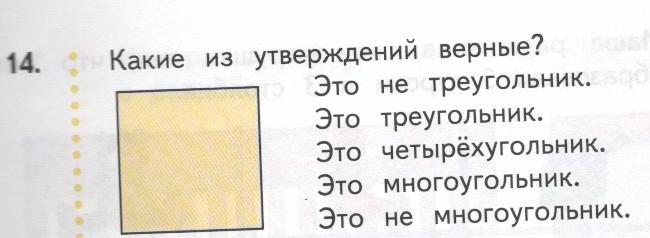 14. Какие из утверждений верные?
Это не треугольник.
Это треугольник.
Это четырёхугольник.
Это многоугольник.
Это не многоугольник.